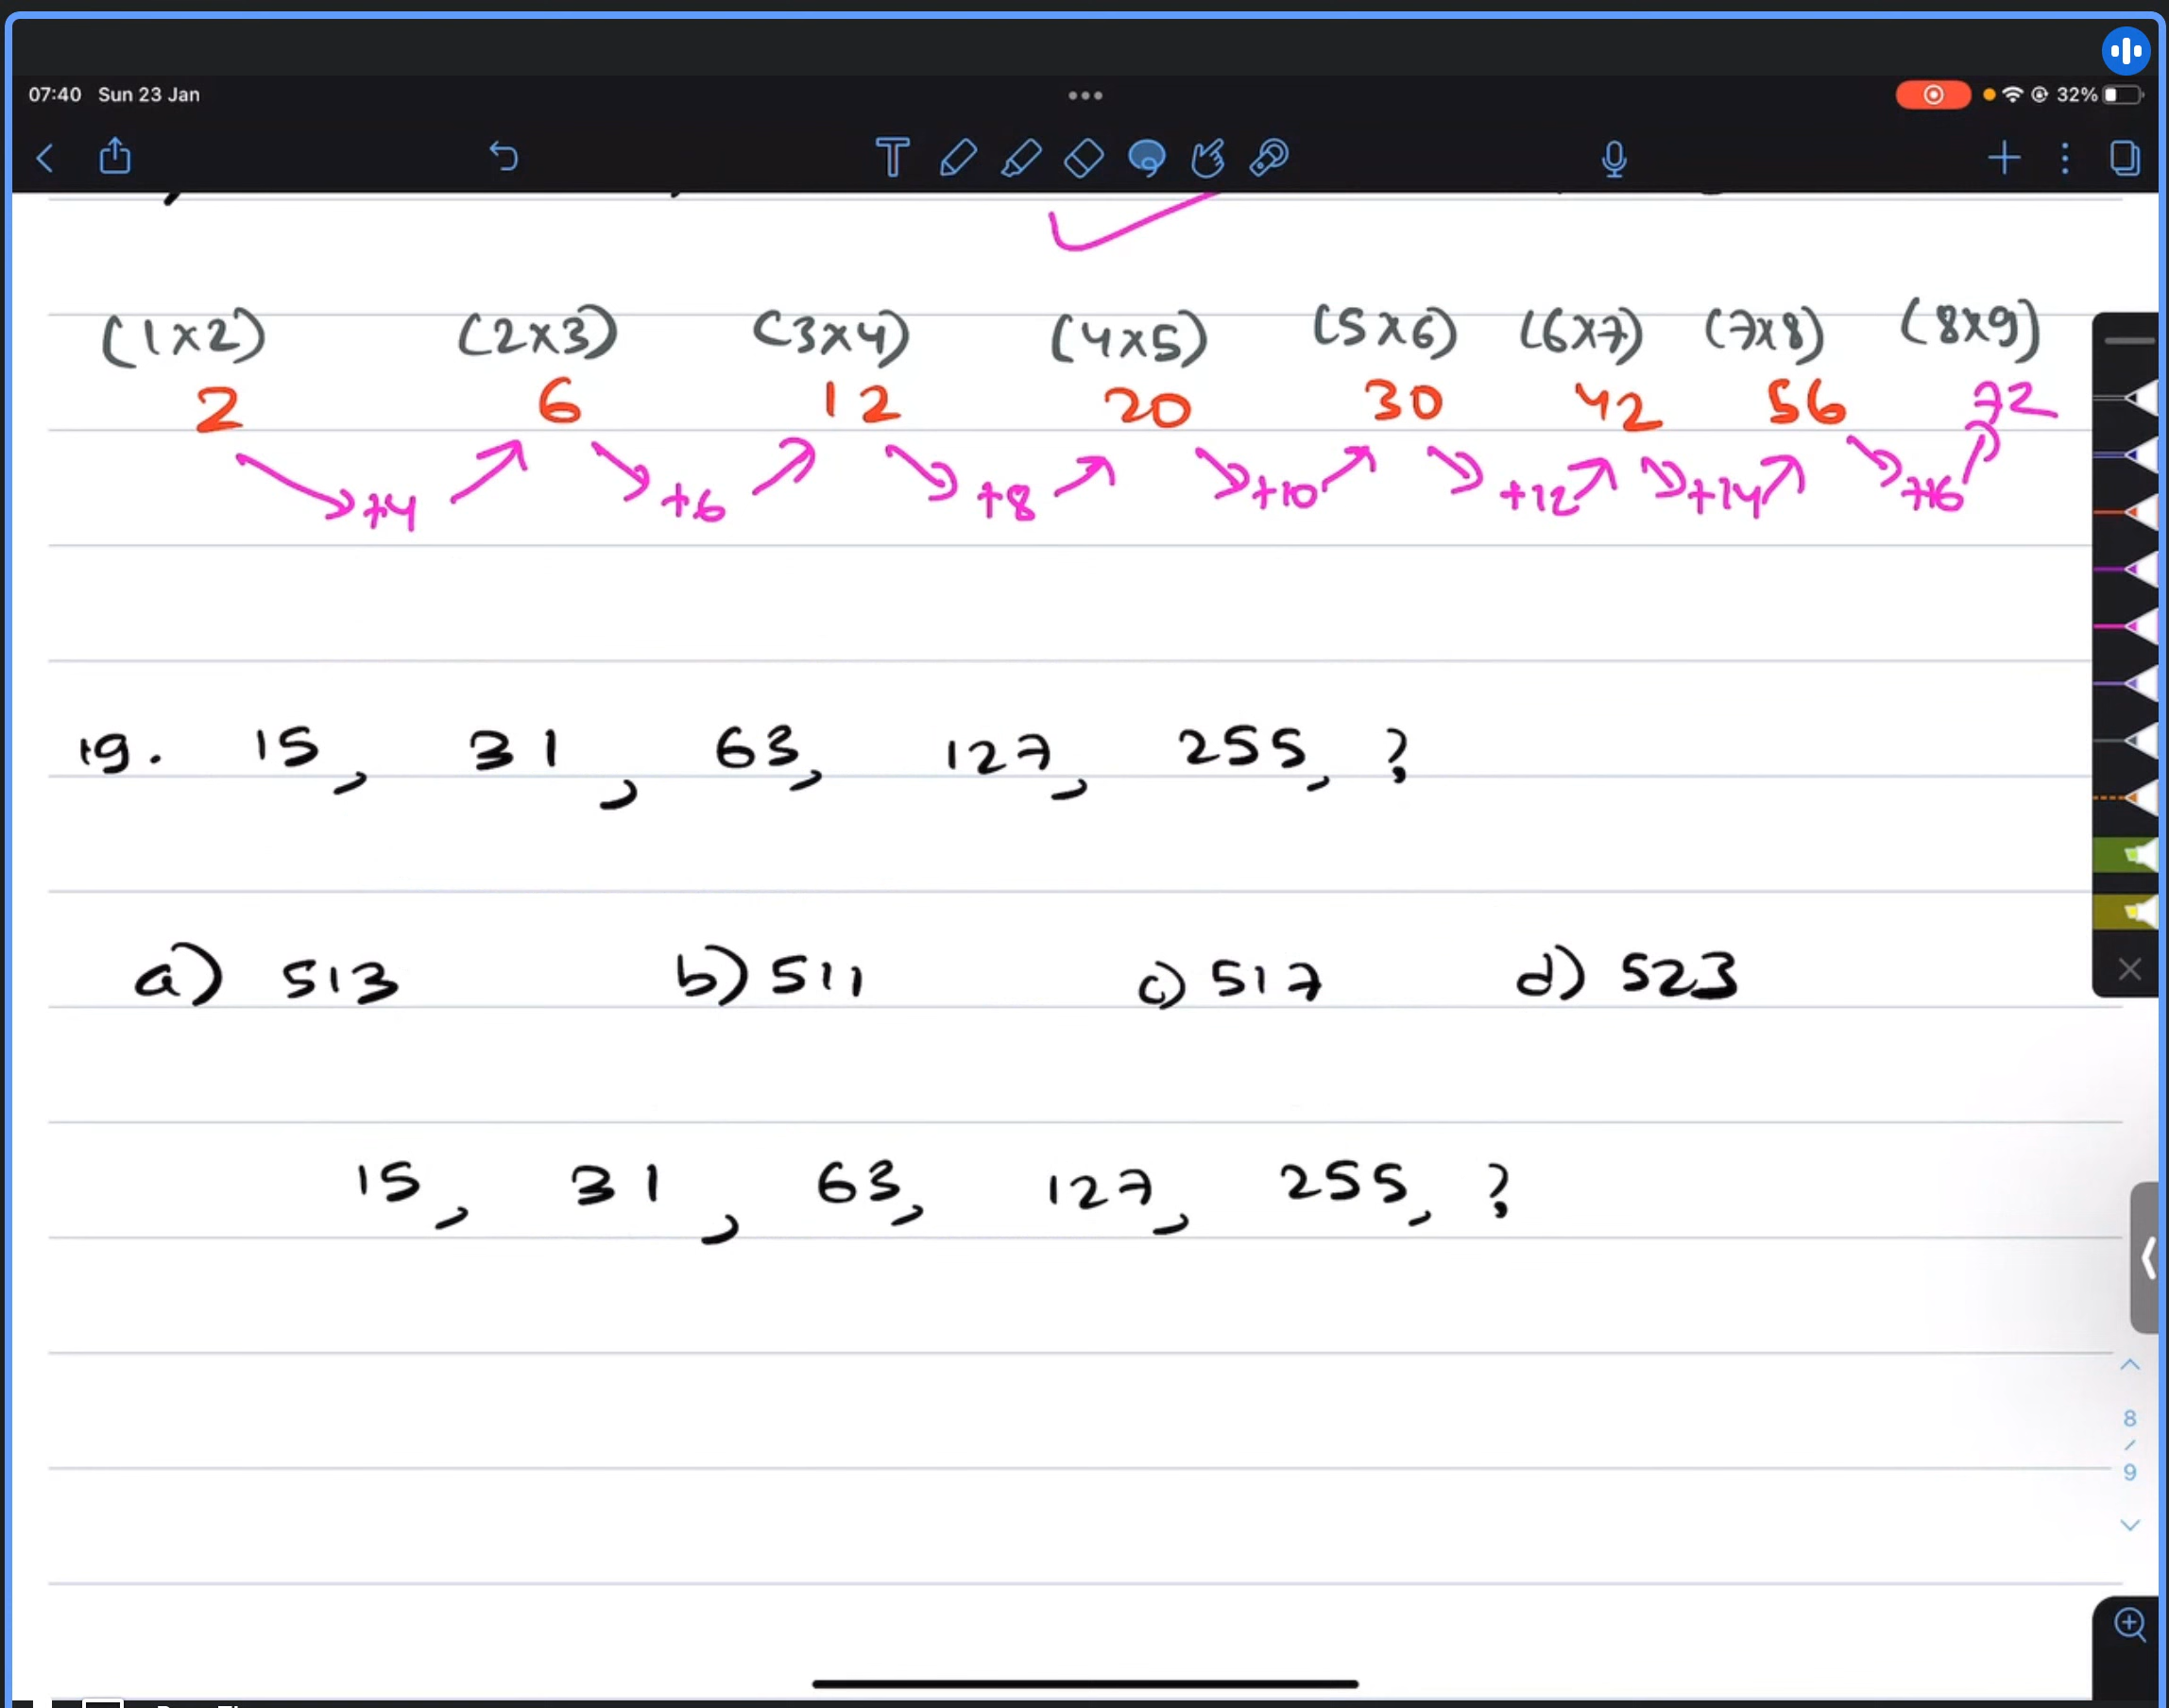 07:40 Sun 23 Jan 32%
(1x2) (2x3) (3x4) (4x5) (5x6) (6x7) (7x8) (8x9)
2 6 12 20 30 42 56 72
+4 +6 +8 +10 +12 +14 +16
19. 15, 31, 63, 127, 255, ?
a) 513 b) 511 c) 517 d) 523
15, 31, 63, 127, 255, ?
8
/
9